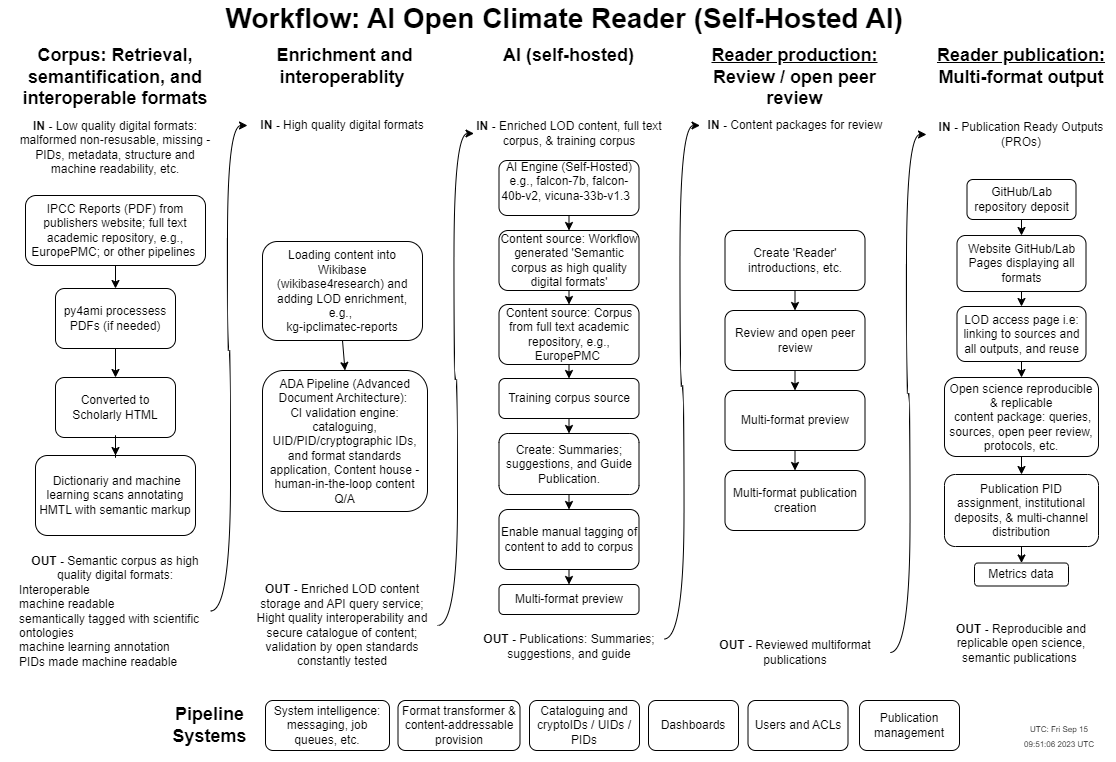 Workflow: AI Open Climate Reader (Self-Hosted AI)
Corpus: Retrieval,
semantification, and
interoperable formats
IN - Low quality digital formats:
malformed non-resusable, missing -
PIDs, metadata, structure and
machine readability, etc.
IPCC Reports (PDF) from
publishers website; full text
academic repository, e.g.,
EuropePMC; or other pipelines
py4ami processess
PDFs (if needed)
Converted to
Scholarly HTML
Dictionariy and machine
learning scans annotating
HMTL with semantic markup
OUT - Semantic corpus as high
quality digital formats:
Interoperable
machine readable
semantically tagged with scientific
ontologies
machine learning annotation
PIDs made machine readable
Enrichment and
interoperablity
IN - High quality digital formats
Loading content into
Wikibase
(wikibase4research) and
adding LOD enrichment,
e.g.,
kg-ipclimatec-reports
ADA Pipeline (Advanced
Document Architecture):
CI validation engine:
cataloguing,
UID/PID/cryptographic IDs,
and format standards
application, Content house -
human-in-the-loop content
Q/A
OUT - Enriched LOD content
storage and API query service;
Hight quality interoperability and
secure catalogue of content;
validation by open standards
constantly tested
AI (self-hosted)
IN - Enriched LOD content, full text
corpus, & training corpus
AI Engine (Self-Hosted)
e.g., falcon-7b, falcon-
40b-v2, vicuna-33b-v1.3
Content source: Workflow
generated 'Semantic
corpus as high quality
digital formats'
Content source: Corpus
from full text academic
repository, e.g.,
EuropePMC
Training corpus source
Create: Summaries;
suggestions, and Guide
Publication.
Enable manual tagging of
content to add to corpus
Multi-format preview
OUT - Publications: Summaries;
suggestions, and guide
Reader production:
Review / open peer
review
IN - Content packages for review
Create 'Reader'
introductions, etc.
Review and open peer
review
Multi-format preview
Multi-format publication
creation
OUT - Reviewed multiformat
publications
Reader publication:
Multi-format output
IN - Publication Ready Outputs
(PROs)
GitHub/Lab
repository deposit
Website GitHub/Lab
Pages displaying all
formats
LOD access page i.e:
linking to sources and
all outputs, and reuse
Open science reproducible
& replicable
content package: queries,
sources, open peer review,
protocols, etc.
Publication PID
assignment, institutional
deposits, & multi-channel
distribution
Metrics data
OUT - Reproducible and
replicable open science,
semantic publications
Pipeline
Systems
System intelligence:
messaging, job
queues, etc.
Format transformer &
content-addressable
provision
Cataloguing and
cryptoIDs / UIDs /
PIDs
Dashboards
Users and ACLs
Publication
management
UTC: Fri Sep 15
09:51:06 2023 UTC